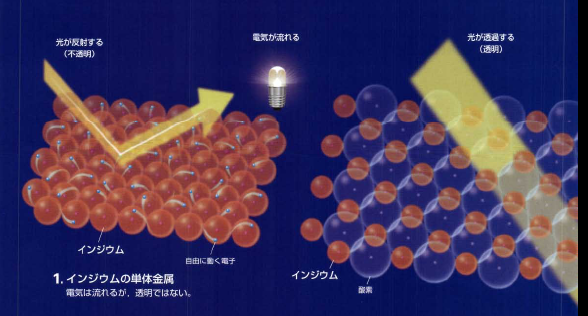 光が反射する
（不透明）
電気が流れる
光が透過する
（透明）
インジウム
自由に動く電子
インジウム
酸素
1. インジウムの単体金属
電気は流れるが，透明ではない。